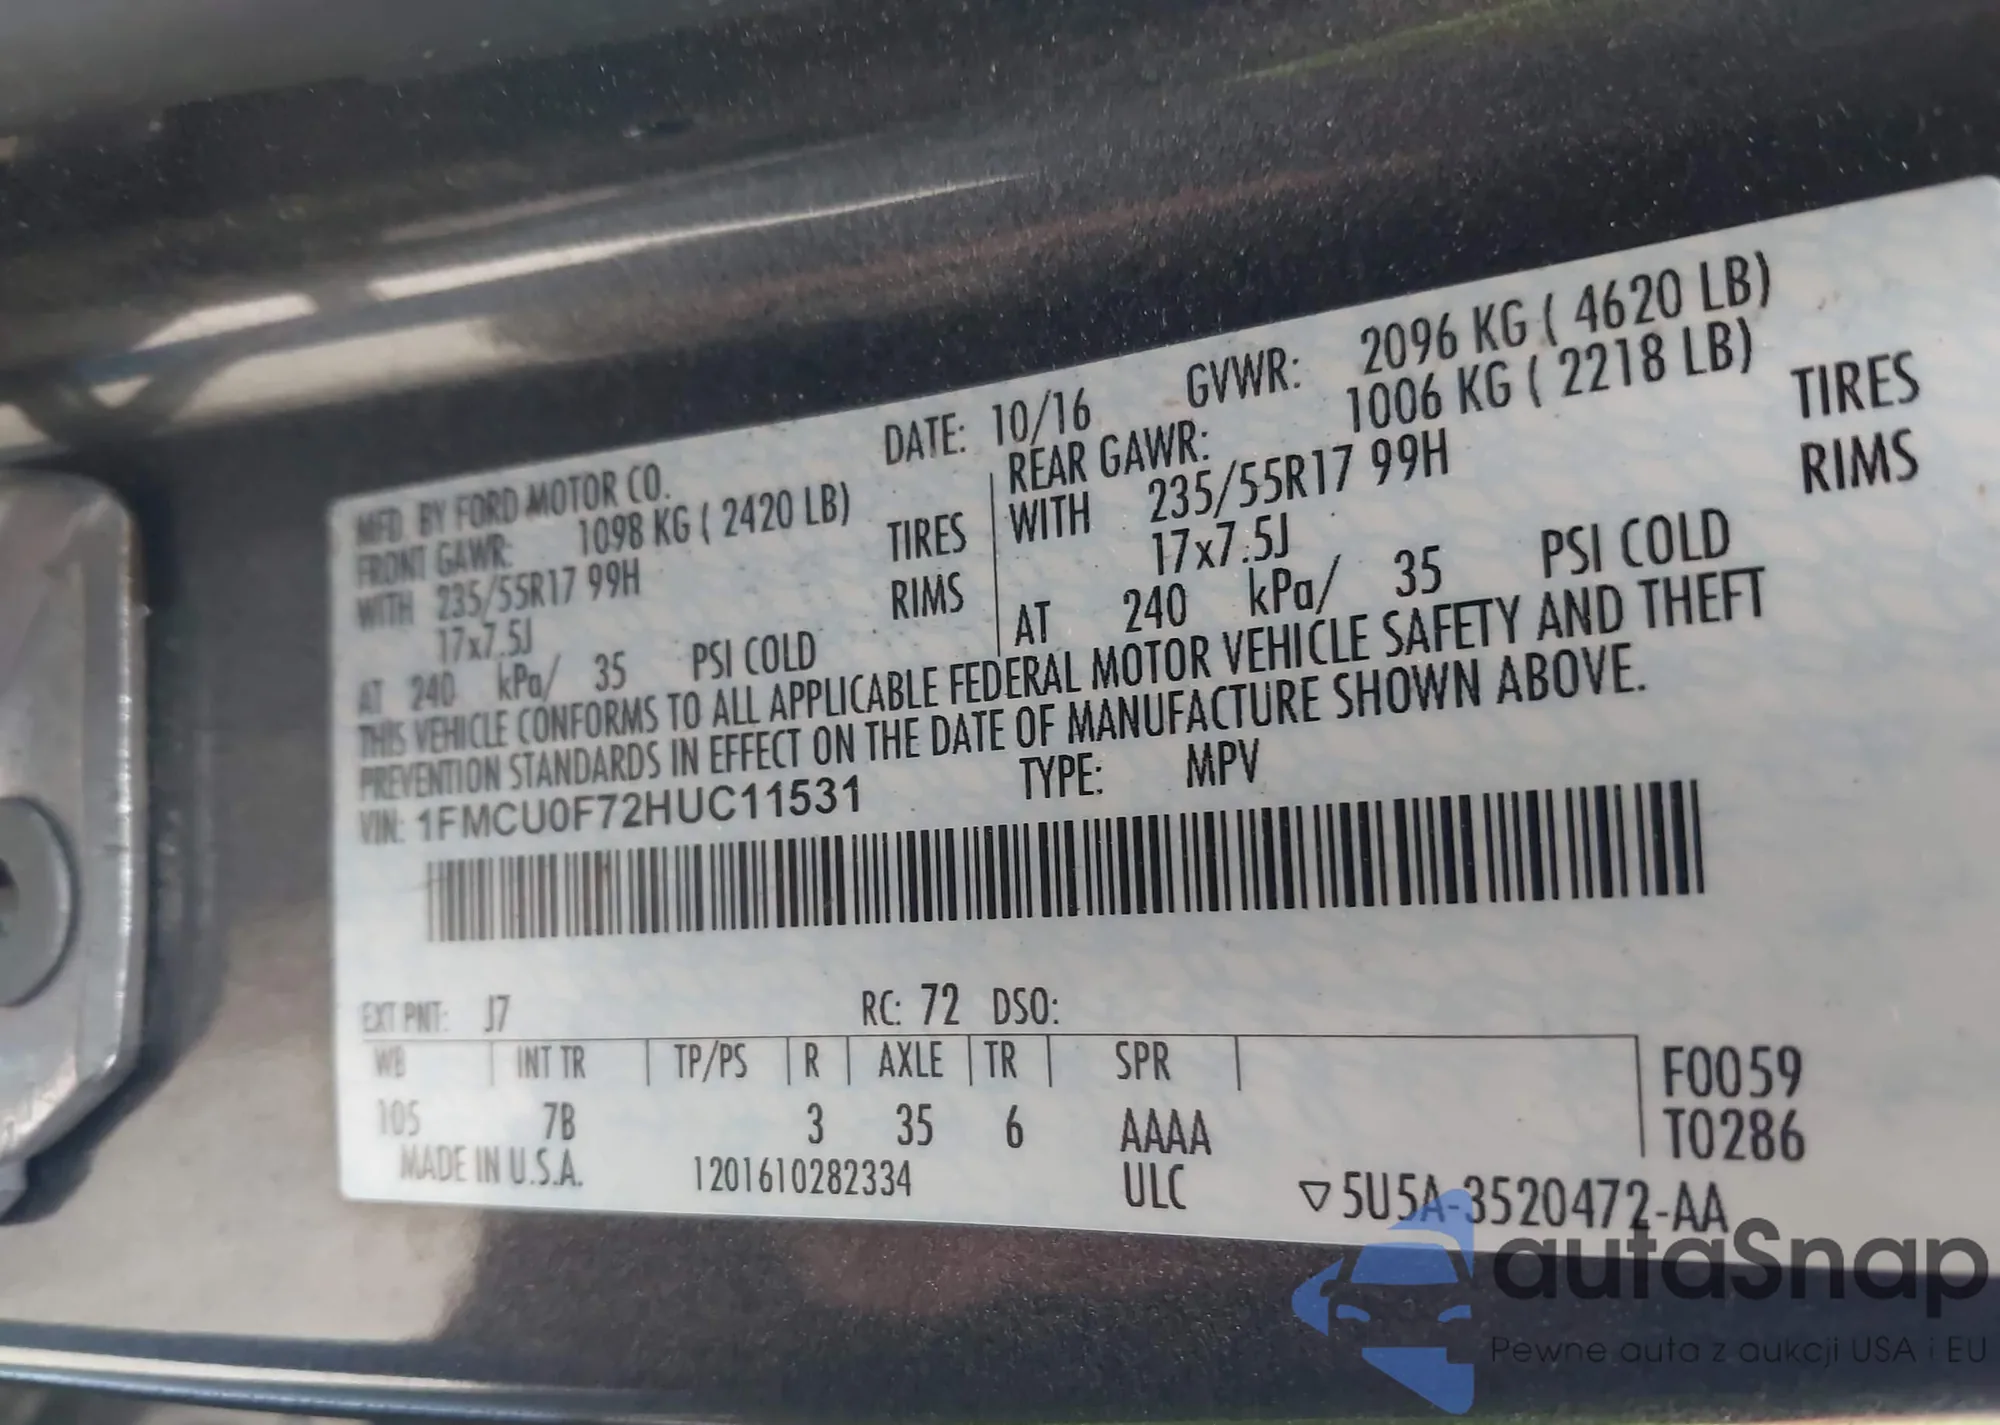 MFD. BY FORD MOTOR CO. DATE: 10/16 GVWR: 2096 KG ( 4620 LB)
FRONT GAWR: 1098 KG ( 2420 LB) REAR GAWR: 1006 KG ( 2218 LB)
WITH 235/55R17 99H TIRES WITH 235/55R17 99H TIRES
17x7.5J RIMS 17x7.5J RIMS
AT 240 kPa/ 35 PSI COLD AT 240 kPa/ 35 PSI COLD
THIS VEHICLE CONFORMS TO ALL APPLICABLE FEDERAL MOTOR VEHICLE SAFETY AND THEFT
PREVENTION STANDARDS IN EFFECT ON THE DATE OF MANUFACTURE SHOWN ABOVE.
VIN: 1FMCU0F72HUC11531 TYPE: MPV
EXT PNT: J7 RC: 72 DSO:
WB INT TR TP/PS R AXLE TR SPR F0059
105 7B 3 35 6 AAAA T0286
MADE IN U.S.A. 1201610282334 ULC ▽5U5A-3520472-AA
autaSnap
Pewne auta z aukcji USA i EU